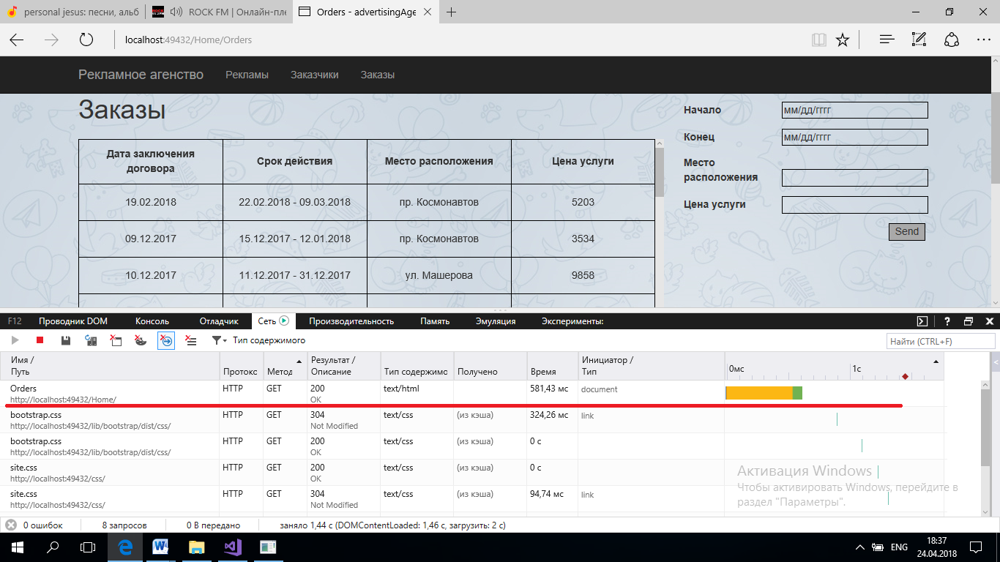 personal jesus: песни, альб
ROCK FM | Онлайн-пле
Orders - advertisingAge
localhost:49432/Home/Orders
Рекламное агенство Рекламы Заказчики Заказы
Заказы
Дата заключения договора Срок действия Место расположения Цена услуги
19.02.2018 22.02.2018 - 09.03.2018 пр. Космонавтов 5203
09.12.2017 15.12.2017 - 12.01.2018 пр. Космонавтов 3534
10.12.2017 11.12.2017 - 31.12.2017 ул. Машерова 9858
Начало мм/дд/гггг
Конец мм/дд/гггг
Место
расположения
Цена услуги
Send
F12 Проводник DOM Консоль Отладчик Сеть Производительность Память Эмуляция Эксперименты:
Тип содержимого
Найти (CTRL+F)
Имя / Результат / Инициатор /
Путь Протокс Метод Описание Тип содержимо Получено Время Тип 0мс 1с
Orders HTTP GET 200 text/html 581,43 мс document
http://localhost:49432/Home/ OK
bootstrap.css HTTP GET 304 text/css (из кэша) 324,26 мс link
http://localhost:49432/lib/bootstrap/dist/css/ Not Modified
bootstrap.css HTTP GET 200 text/css (из кэша) 0 с
http://localhost:49432/lib/bootstrap/dist/css/ OK
site.css HTTP GET 200 text/css (из кэша) 0 с
http://localhost:49432/css/ OK
site.css HTTP GET 304 text/css (из кэша) 94,74 мс link
http://localhost:49432/css/ Not Modified
Активация Windows
Чтобы активировать Windows, перейдите в
раздел "Параметры".
0 ошибок 8 запросов 0 В передано заняло 1,44 с (DOMContentLoaded: 1,46 с, загрузить: 2 с)
ENG
18:37
24.04.2018